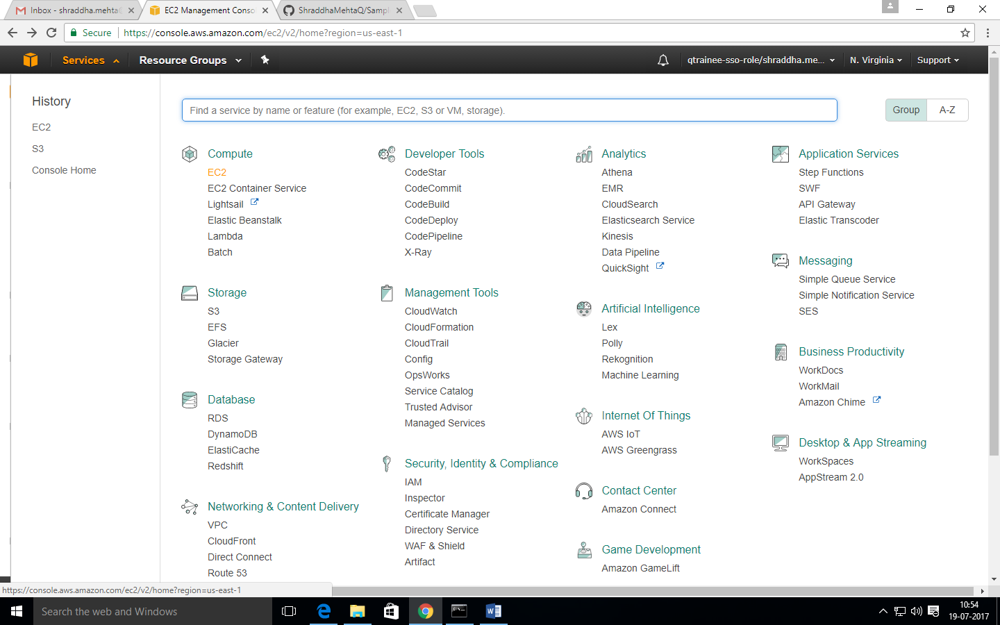 Inbox - shraddha.mehta
EC2 Management Conso
ShraddhaMehtaQ/Sampl
Secure
https://console.aws.amazon.com/ec2/v2/home?region=us-east-1
Services
Resource Groups
qtrainee-sso-role/shraddha.me...
N. Virginia
Support
History
EC2
S3
Console Home
Find a service by name or feature (for example, EC2, S3 or VM, storage).
Group
A-Z
Compute
EC2
EC2 Container Service
Lightsail
Elastic Beanstalk
Lambda
Batch
Storage
S3
EFS
Glacier
Storage Gateway
Database
RDS
DynamoDB
ElastiCache
Redshift
Networking & Content Delivery
VPC
CloudFront
Direct Connect
Route 53
Developer Tools
CodeStar
CodeCommit
CodeBuild
CodeDeploy
CodePipeline
X-Ray
Management Tools
CloudWatch
CloudFormation
CloudTrail
Config
OpsWorks
Service Catalog
Trusted Advisor
Managed Services
Security, Identity & Compliance
IAM
Inspector
Certificate Manager
Directory Service
WAF & Shield
Artifact
Analytics
Athena
EMR
CloudSearch
Elasticsearch Service
Kinesis
Data Pipeline
QuickSight
Artificial Intelligence
Lex
Polly
Rekognition
Machine Learning
Internet Of Things
AWS IoT
AWS Greengrass
Contact Center
Amazon Connect
Game Development
Amazon GameLift
Application Services
Step Functions
SWF
API Gateway
Elastic Transcoder
Messaging
Simple Queue Service
Simple Notification Service
SES
Business Productivity
WorkDocs
WorkMail
Amazon Chime
Desktop & App Streaming
WorkSpaces
AppStream 2.0
https://console.aws.amazon.com/ec2/v2/home?region=us-east-1
Search the web and Windows
10:54
19-07-2017